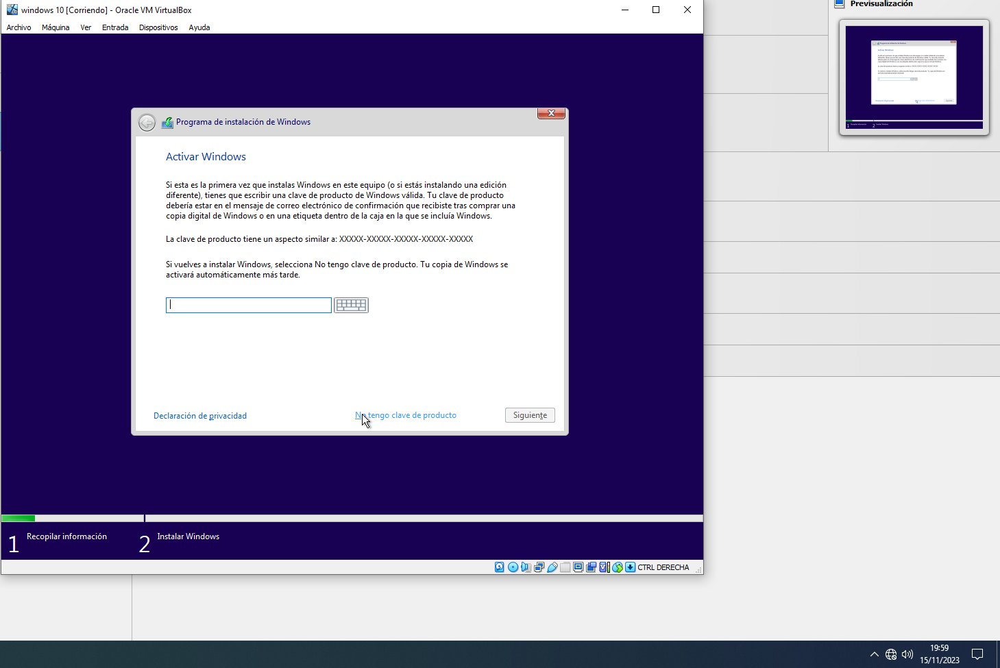 windows 10 [Corriendo] - Oracle VM VirtualBox
Archivo Máquina Ver Entrada Dispositivos Ayuda
Previsualización
Programa de instalación de Windows
Activar Windows
Si esta es la primera vez que instalas Windows en este equipo (o si estás instalando una edición
diferente), tienes que escribir una clave de producto de Windows válida. Tu clave de producto
debería estar en el mensaje de correo electrónico de confirmación que recibiste tras comprar una
copia digital de Windows o en una etiqueta dentro de la caja en la que se incluía Windows.
La clave de producto tiene un aspecto similar a: XXXXX-XXXXX-XXXXX-XXXXX-XXXXX
Si vuelves a instalar Windows, selecciona No tengo clave de producto. Tu copia de Windows se
activará automáticamente más tarde.
Declaración de privacidad
No tengo clave de producto
Siguiente
1 Recopilar información
2 Instalar Windows
CTRL DERECHA
19:59
15/11/2023